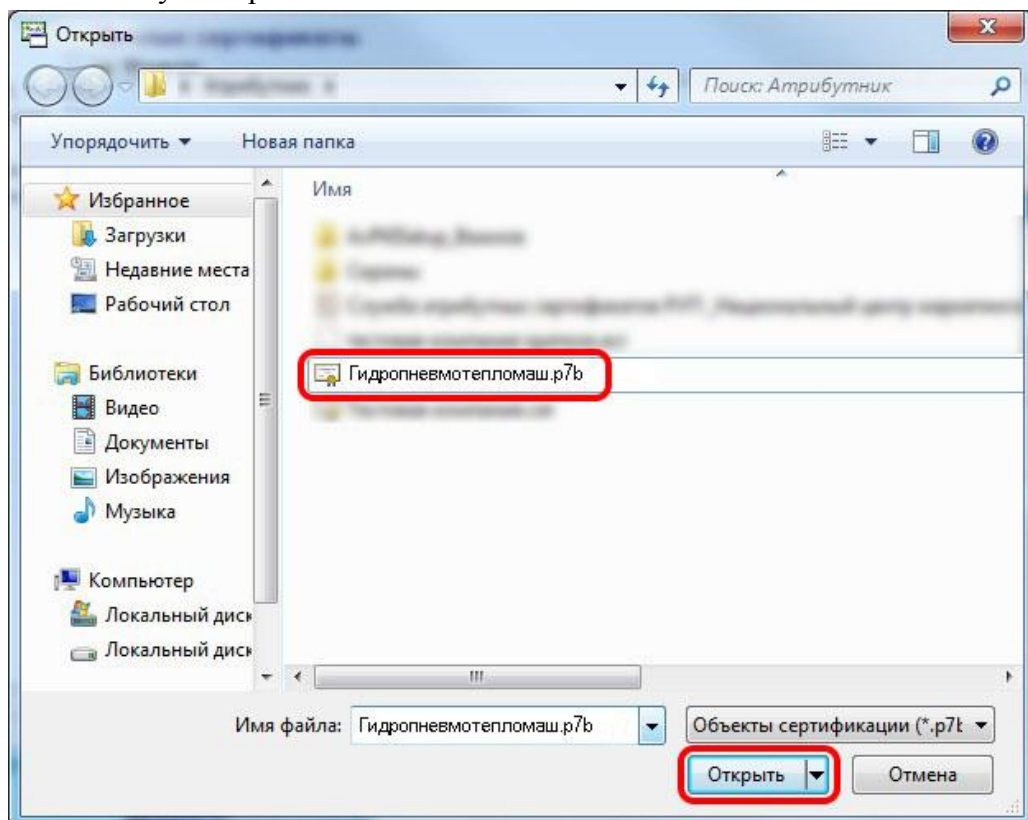 Открыть
Поиск: Атрибутник
Упорядочить
Новая папка
Избранное
Загрузки
Недавние места
Рабочий стол
Библиотеки
Видео
Документы
Изображения
Музыка
Компьютер
Локальный диск
Локальный диск
Имя
Гидропневмотепломаш.p7b
Имя файла: Гидропневмотепломаш.p7b
Объекты сертификации (*.p7b
Открыть
Отмена